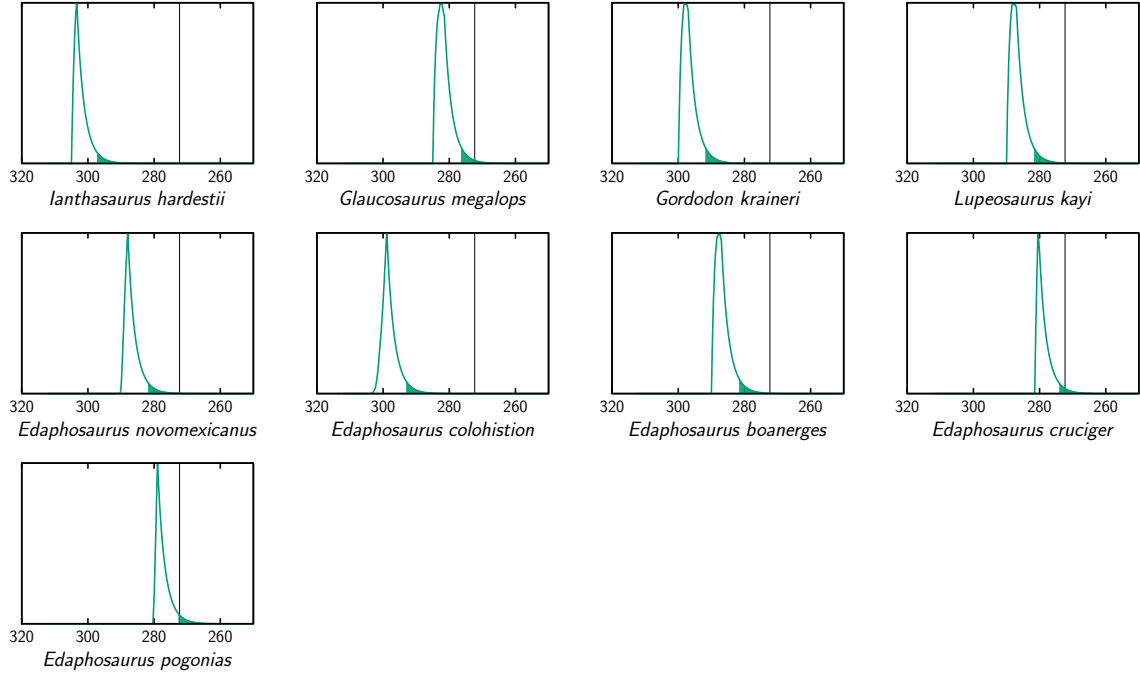 320 300 280 260
Ianthasaurus hardestii
320 300 280 260
Glaucosaurus megalops
320 300 280 260
Gordodon kraineri
320 300 280 260
Lupeosaurus kayi
320 300 280 260
Edaphosaurus novomexicanus
320 300 280 260
Edaphosaurus colohistion
320 300 280 260
Edaphosaurus boanerges
320 300 280 260
Edaphosaurus cruciger
320 300 280 260
Edaphosaurus pogonias